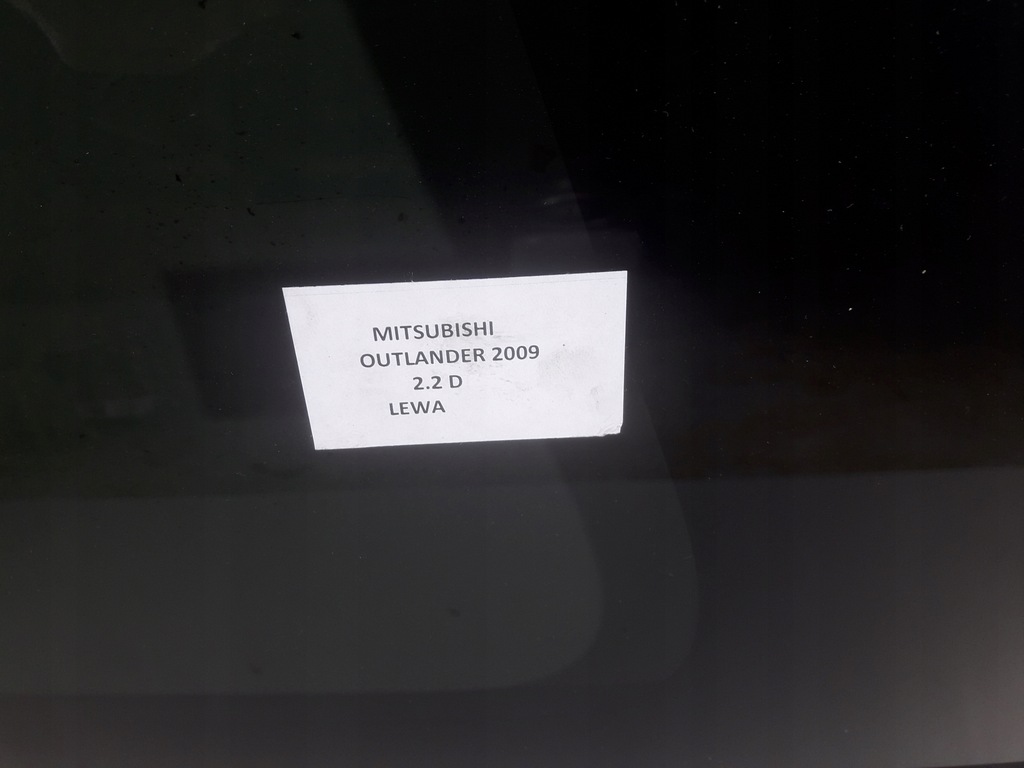 MITSUBISHI
OUTLANDER 2009
2.2 D
LEWA